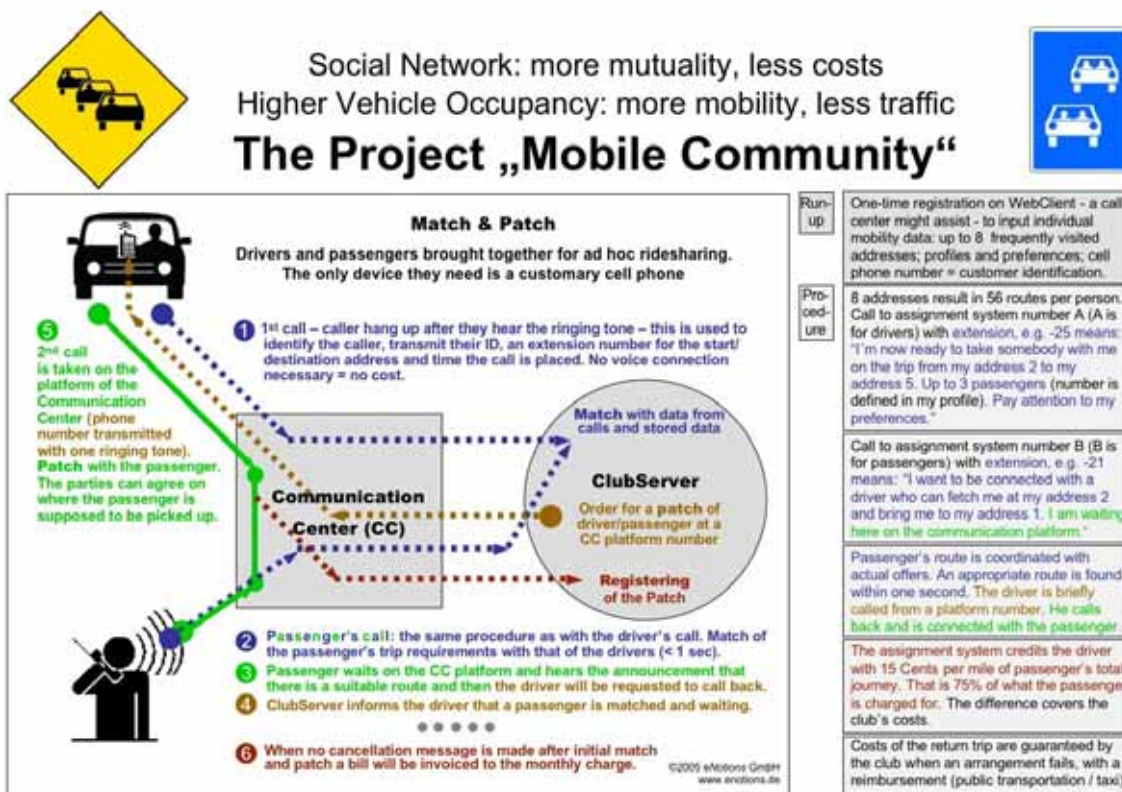 Social Network: more mutuality, less costs
Higher Vehicle Occupancy: more mobility, less traffic
The Project „Mobile Community“
Match & Patch
Drivers and passengers brought together for ad hoc ridesharing.
The only device they need is a customary cell phone
1 1st call – caller hang up after they hear the ringing tone – this is used to
identify the caller, transmit their ID, an extension number for the start/
destination address and time the call is placed. No voice connection
necessary = no cost.
5
2nd call
is taken on the
platform of the
Communication
Center (phone
number transmitted
with one ringing tone).
Patch with the passenger.
The parties can agree on
where the passenger is
supposed to be picked up.
Match with data from
calls and stored data
ClubServer
Order for a patch of
driver/passenger at a
CC platform number
Registering
of the Patch
Communication
Center (CC)
2 Passenger's call: the same procedure as with the driver's call. Match of
the passenger's trip requirements with that of the drivers (< 1 sec).
3 Passenger waits on the CC platform and hears the announcement that
there is a suitable route and then the driver will be requested to call back.
4 ClubServer informs the driver that a passenger is matched and waiting.
6 When no cancellation message is made after initial match
and patch a bill will be invoiced to the monthly charge.
©2005 eNotions GmbH
www.enotions.de
Run-
up
One-time registration on WebClient - a call
center might assist - to input individual
mobility data: up to 8 frequently visited
addresses; profiles and preferences; cell
phone number = customer identification.
Pro-
ced-
ure
8 addresses result in 56 routes per person.
Call to assignment system number A (A is
for drivers) with extension, e.g. -25 means:
"I'm now ready to take somebody with me
on the trip from my address 2 to my
address 5. Up to 3 passengers (number is
defined in my profile). Pay attention to my
preferences."
Call to assignment system number B (B is
for passengers) with extension, e.g. -21
means: "I want to be connected with a
driver who can fetch me at my address 2
and bring me to my address 1. I am waiting
here on the communication platform."
Passenger's route is coordinated with
actual offers. An appropriate route is found
within one second. The driver is briefly
called from a platform number. He calls
back and is connected with the passenger.
The assignment system credits the driver
with 15 Cents per mile of passenger's total
journey. That is 75% of what the passenger
is charged for. The difference covers the
club's costs.
Costs of the return trip are guaranteed by
the club when an arrangement fails, with a
reimbursement (public transportation / taxi)